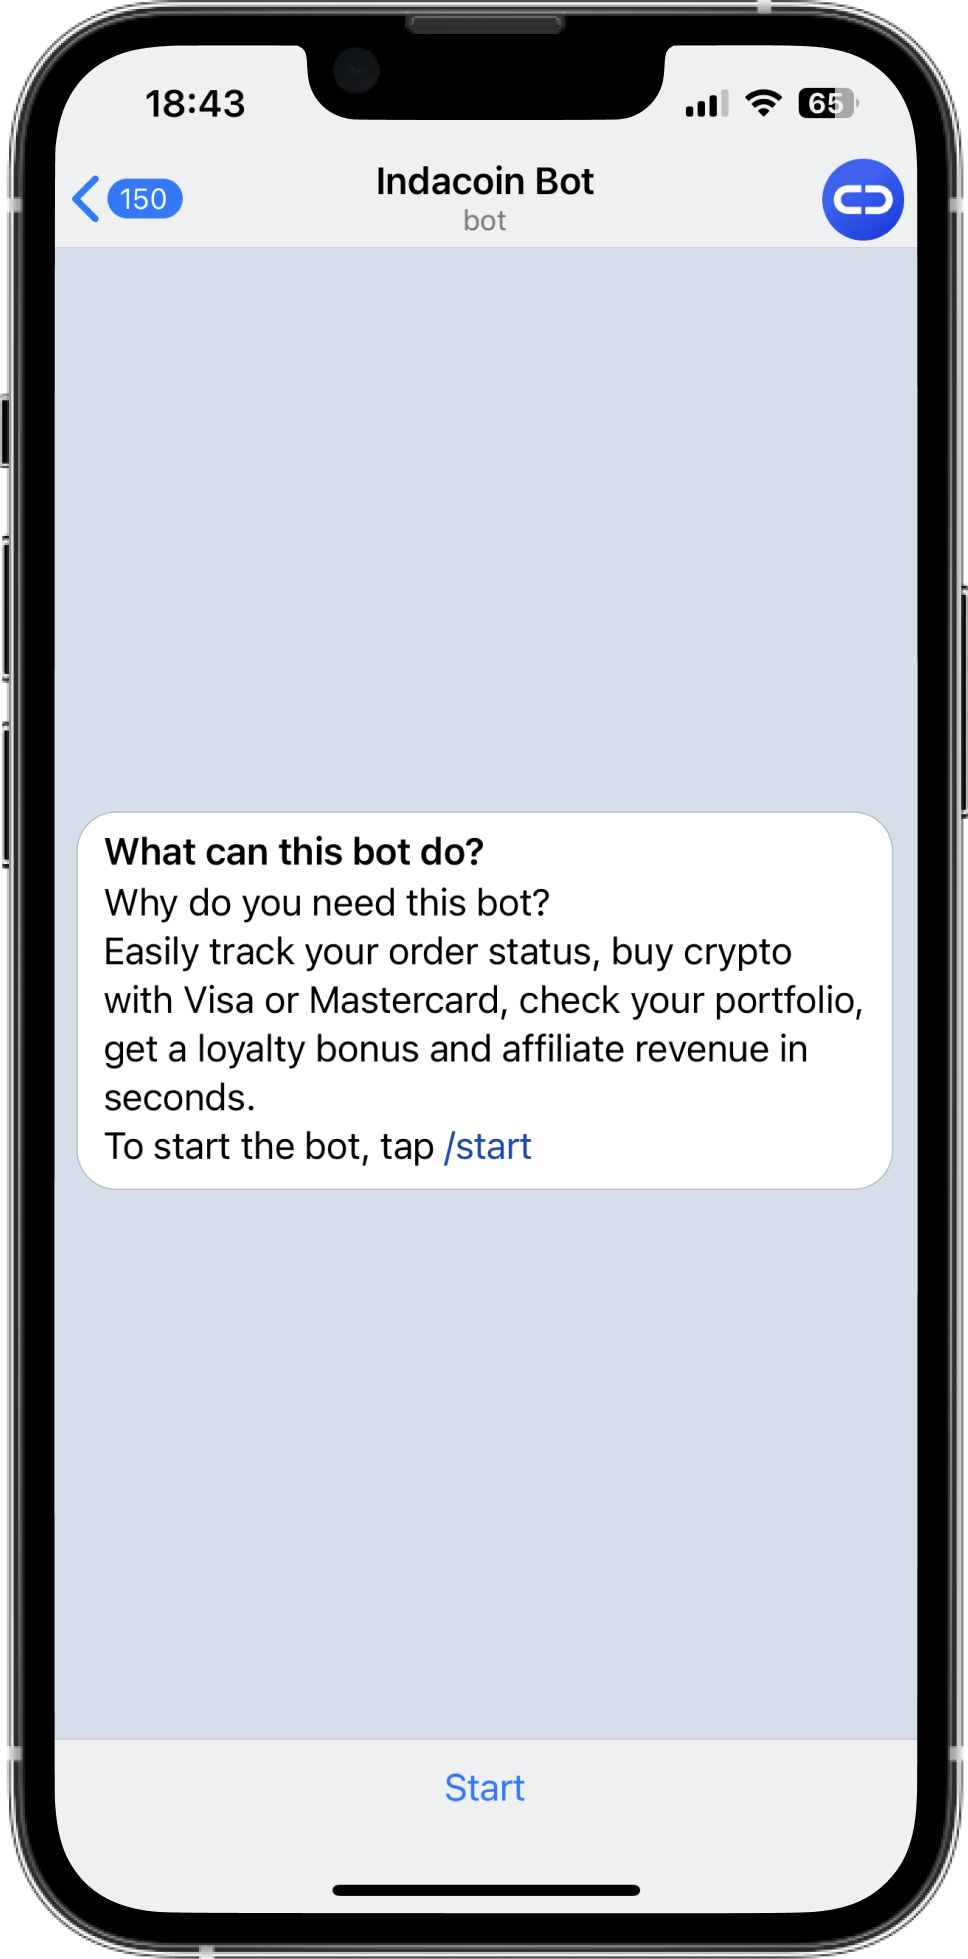 18:43
65
150
Indacoin Bot
bot
What can this bot do?
Why do you need this bot?
Easily track your order status, buy crypto
with Visa or Mastercard, check your portfolio,
get a loyalty bonus and affiliate revenue in
seconds.
To start the bot, tap /start
Start